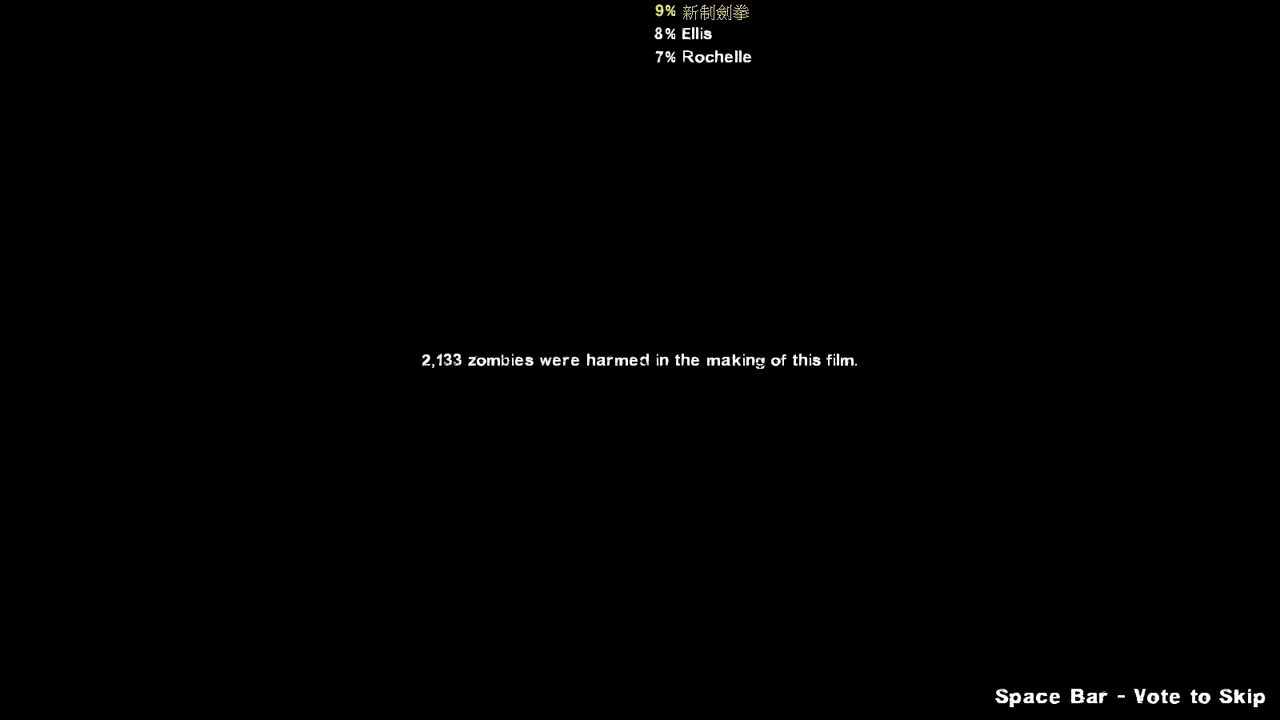 9% 新制劍拳
8% Ellis
7% Rochelle
2,133 zombies were harmed in the making of this film.
Space Bar - Vote to Skip